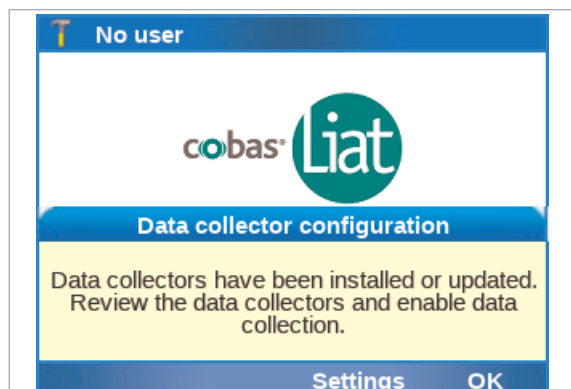 No user
cobas®
Liat
Data collector configuration
Data collectors have been installed or updated.
Review the data collectors and enable data
collection.
Settings OK